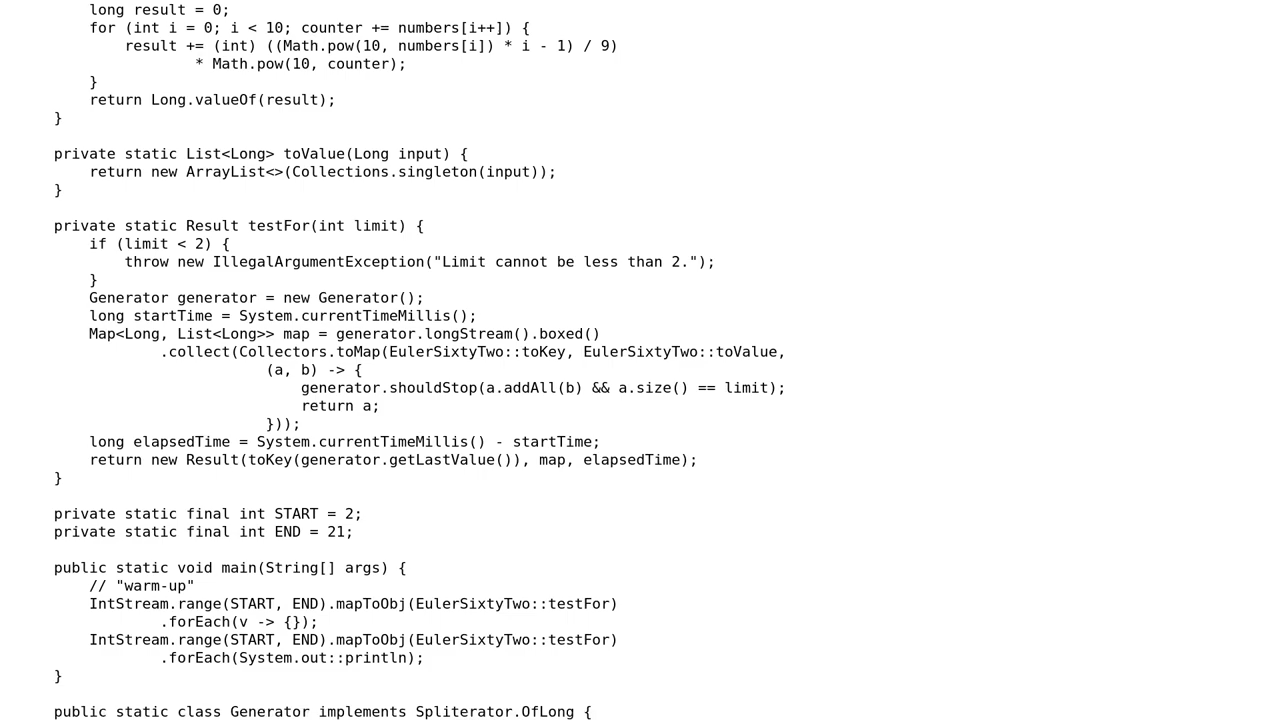 long result = 0;
for (int i = 0; i < 10; counter += numbers[i++]) {
result += (int) ((Math.pow(10, numbers[i]) * i - 1) / 9)
* Math.pow(10, counter);
}
return Long.valueOf(result);
}
private static List<Long> toValue(Long input) {
return new ArrayList<>(Collections.singleton(input));
}
private static Result testFor(int limit) {
if (limit < 2) {
throw new IllegalArgumentException("Limit cannot be less than 2.");
}
Generator generator = new Generator();
long startTime = System.currentTimeMillis();
Map<Long, List<Long>> map = generator.longStream().boxed()
.collect(Collectors.toMap(EulerSixtyTwo::toKey, EulerSixtyTwo::toValue,
(a, b) -> {
generator.shouldStop(a.addAll(b) && a.size() == limit);
return a;
}));
long elapsedTime = System.currentTimeMillis() - startTime;
return new Result(toKey(generator.getLastValue()), map, elapsedTime);
}
private static final int START = 2;
private static final int END = 21;
public static void main(String[] args) {
// "warm-up"
IntStream.range(START, END).mapToObj(EulerSixtyTwo::testFor)
.forEach(v -> {});
IntStream.range(START, END).mapToObj(EulerSixtyTwo::testFor)
.forEach(System.out::println);
}
public static class Generator implements Spliterator.OfLong {